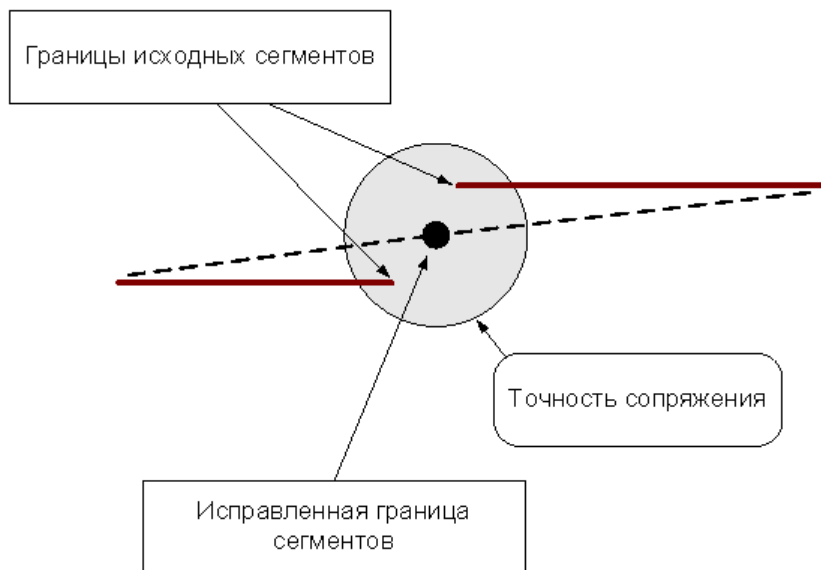 Границы исходных сегментов
Точность сопряжения
Исправленная граница
сегментов